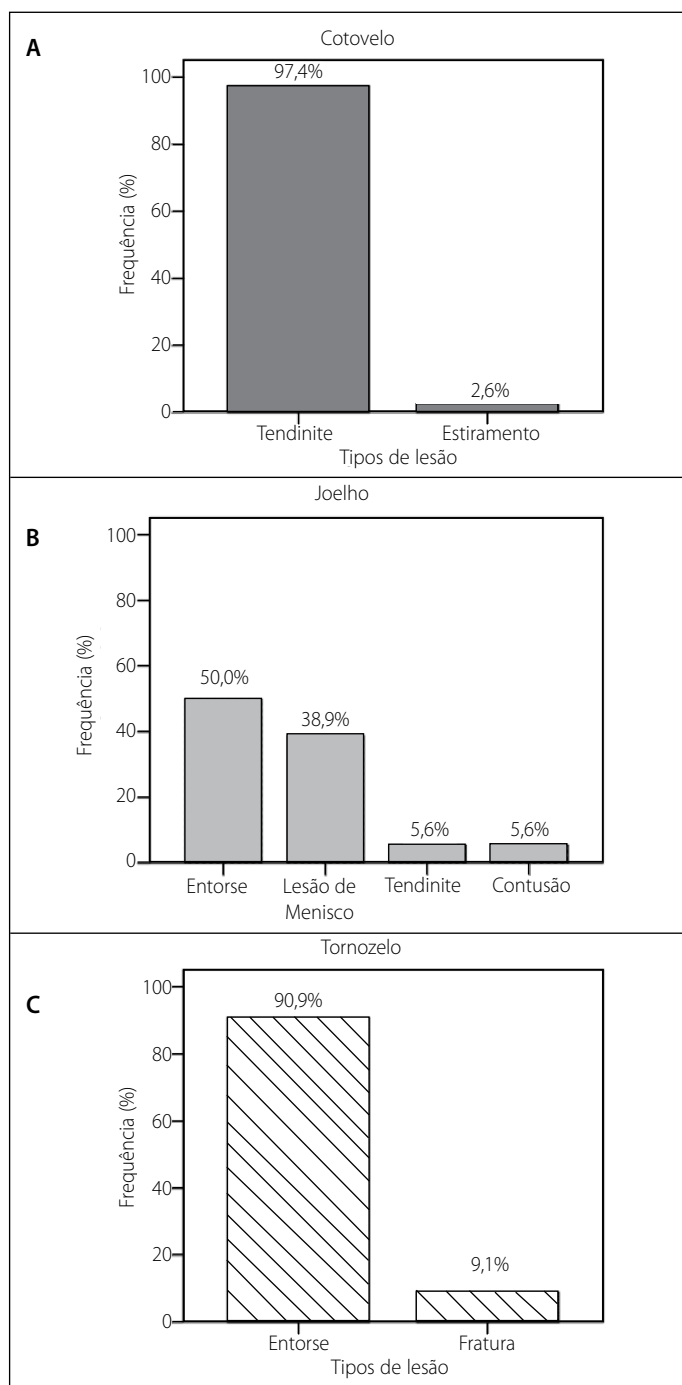 A
Cotovelo
Frequência (%)
100
80
60
40
20
0
97,4%
2,6%
Tendinite
Estiramento
Tipos de lesão
Joelho
B
Frequência (%)
100
80
60
40
20
0
50,0%
38,9%
5,6%
5,6%
Entorse
Lesão de
Menisco
Tendinite
Contusão
Tornozelo
C
Frequência (%)
100
80
60
40
20
0
90,9%
9,1%
Entorse
Fratura
Tipos de lesão